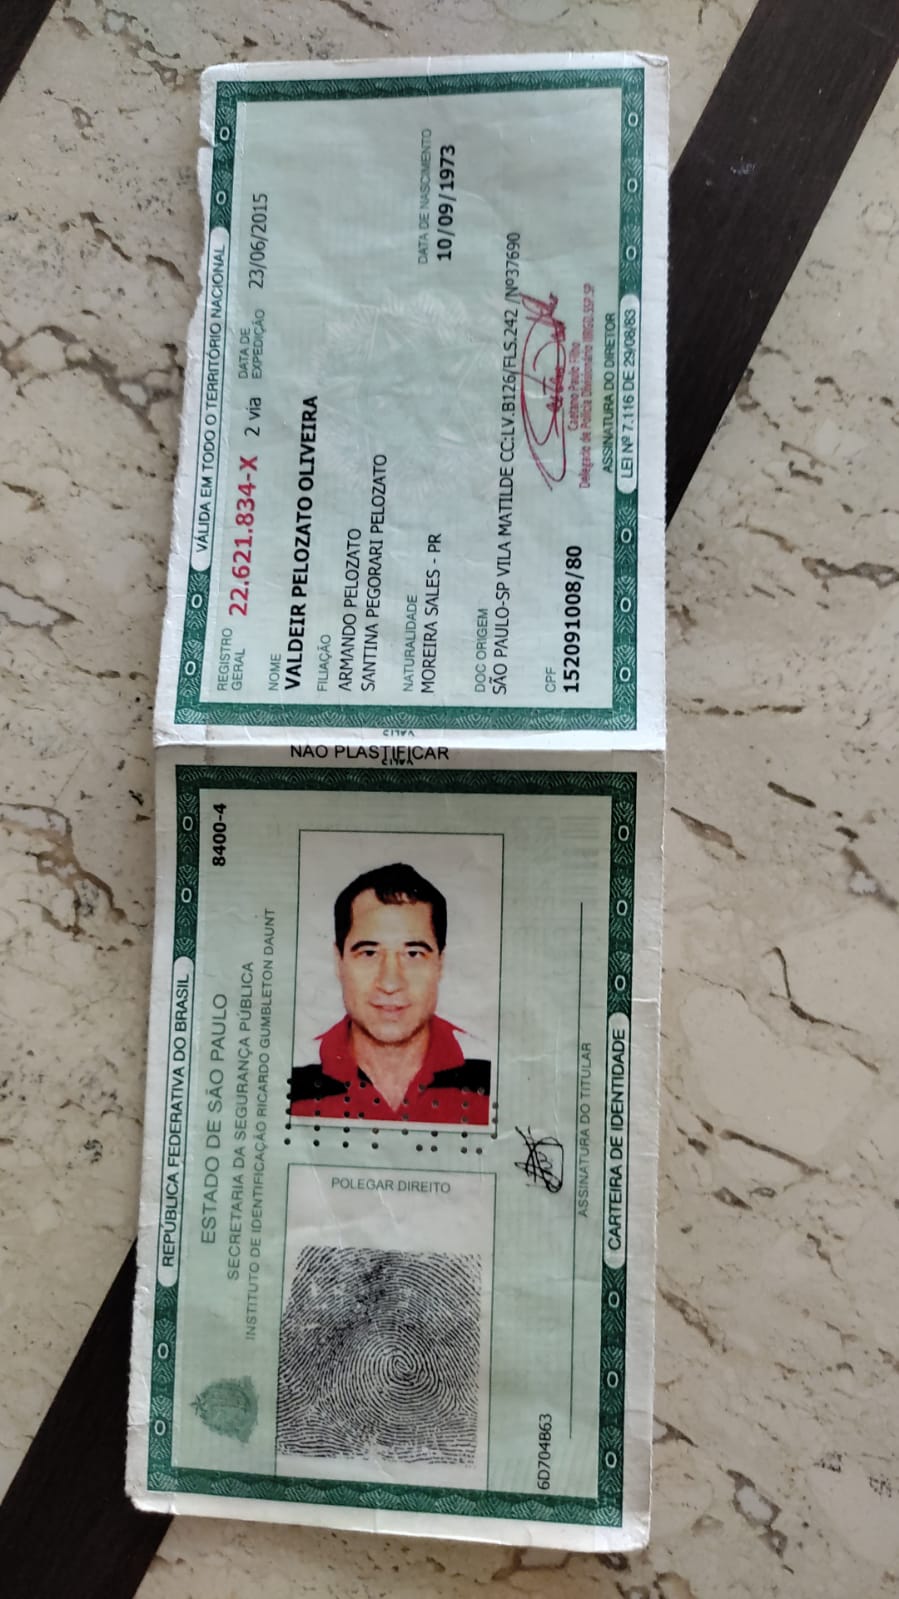 REPÚBLICA FEDERATIVA DO BRASIL
ESTADO DE SÃO PAULO
8400-4
SECRETARIA DA SEGURANÇA PÚBLICA
INSTITUTO DE IDENTIFICAÇÃO RICARDO GUMBLETON DAUNT
POLEGAR DIREITO
6D704B63
ASSINATURA DO TITULAR
CARTEIRA DE IDENTIDADE
NÃO PLASTIFICAR
VÁLIDA EM TODO O TERRITÓRIO NACIONAL
REGISTRO GERAL 22.621.834-X 2 via DATA DE EXPEDIÇÃO 23/06/2015
NOME
VALDEIR PELOZATO OLIVEIRA
FILIAÇÃO
ARMANDO PELOZATO
SANTINA PEGORARI PELOZATO
NATURALIDADE
MOREIRA SALES - PR
DATA DE NASCIMENTO
10/09/1973
DOC ORIGEM
SÃO PAULO-SP VILA MATILDE CC:LV.B126/FLS.242 /Nº37690
CPF
152091008/80
Caetano Paulo Filho
Delegado de Polícia Divisionário IIRGD.SSP.SP
ASSINATURA DO DIRETOR
LEI Nº 7.116 DE 29/08/83